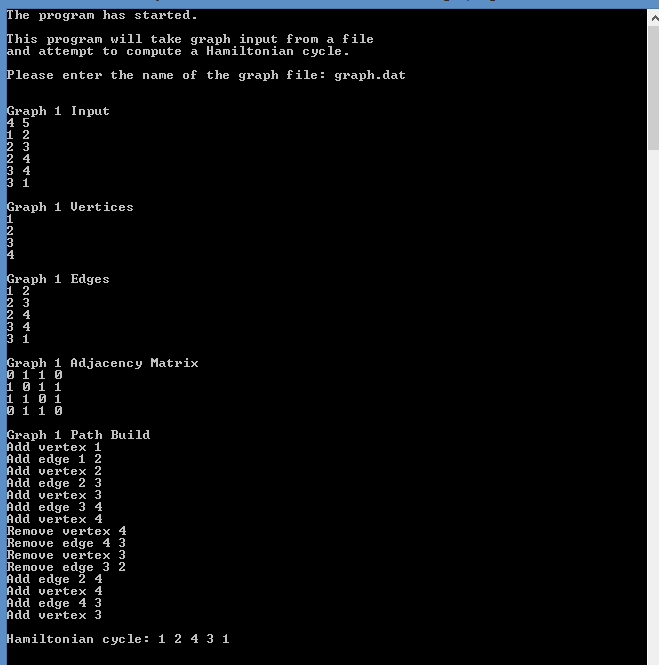 The program has started.
This program will take graph input from a file
and attempt to compute a Hamiltonian cycle.
Please enter the name of the graph file: graph.dat
Graph 1 Input
4 5
1 2
2 3
2 4
3 4
3 1
Graph 1 Vertices
1
2
3
4
Graph 1 Edges
1 2
2 3
2 4
3 4
3 1
Graph 1 Adjacency Matrix
0 1 1 0
1 0 1 1
1 1 0 1
0 1 1 0
Graph 1 Path Build
Add vertex 1
Add edge 1 2
Add vertex 2
Add edge 2 3
Add vertex 3
Add edge 3 4
Add vertex 4
Remove vertex 4
Remove edge 4 3
Remove vertex 3
Remove edge 3 2
Add edge 2 4
Add vertex 4
Add edge 4 3
Add vertex 3
Hamiltonian cycle: 1 2 4 3 1